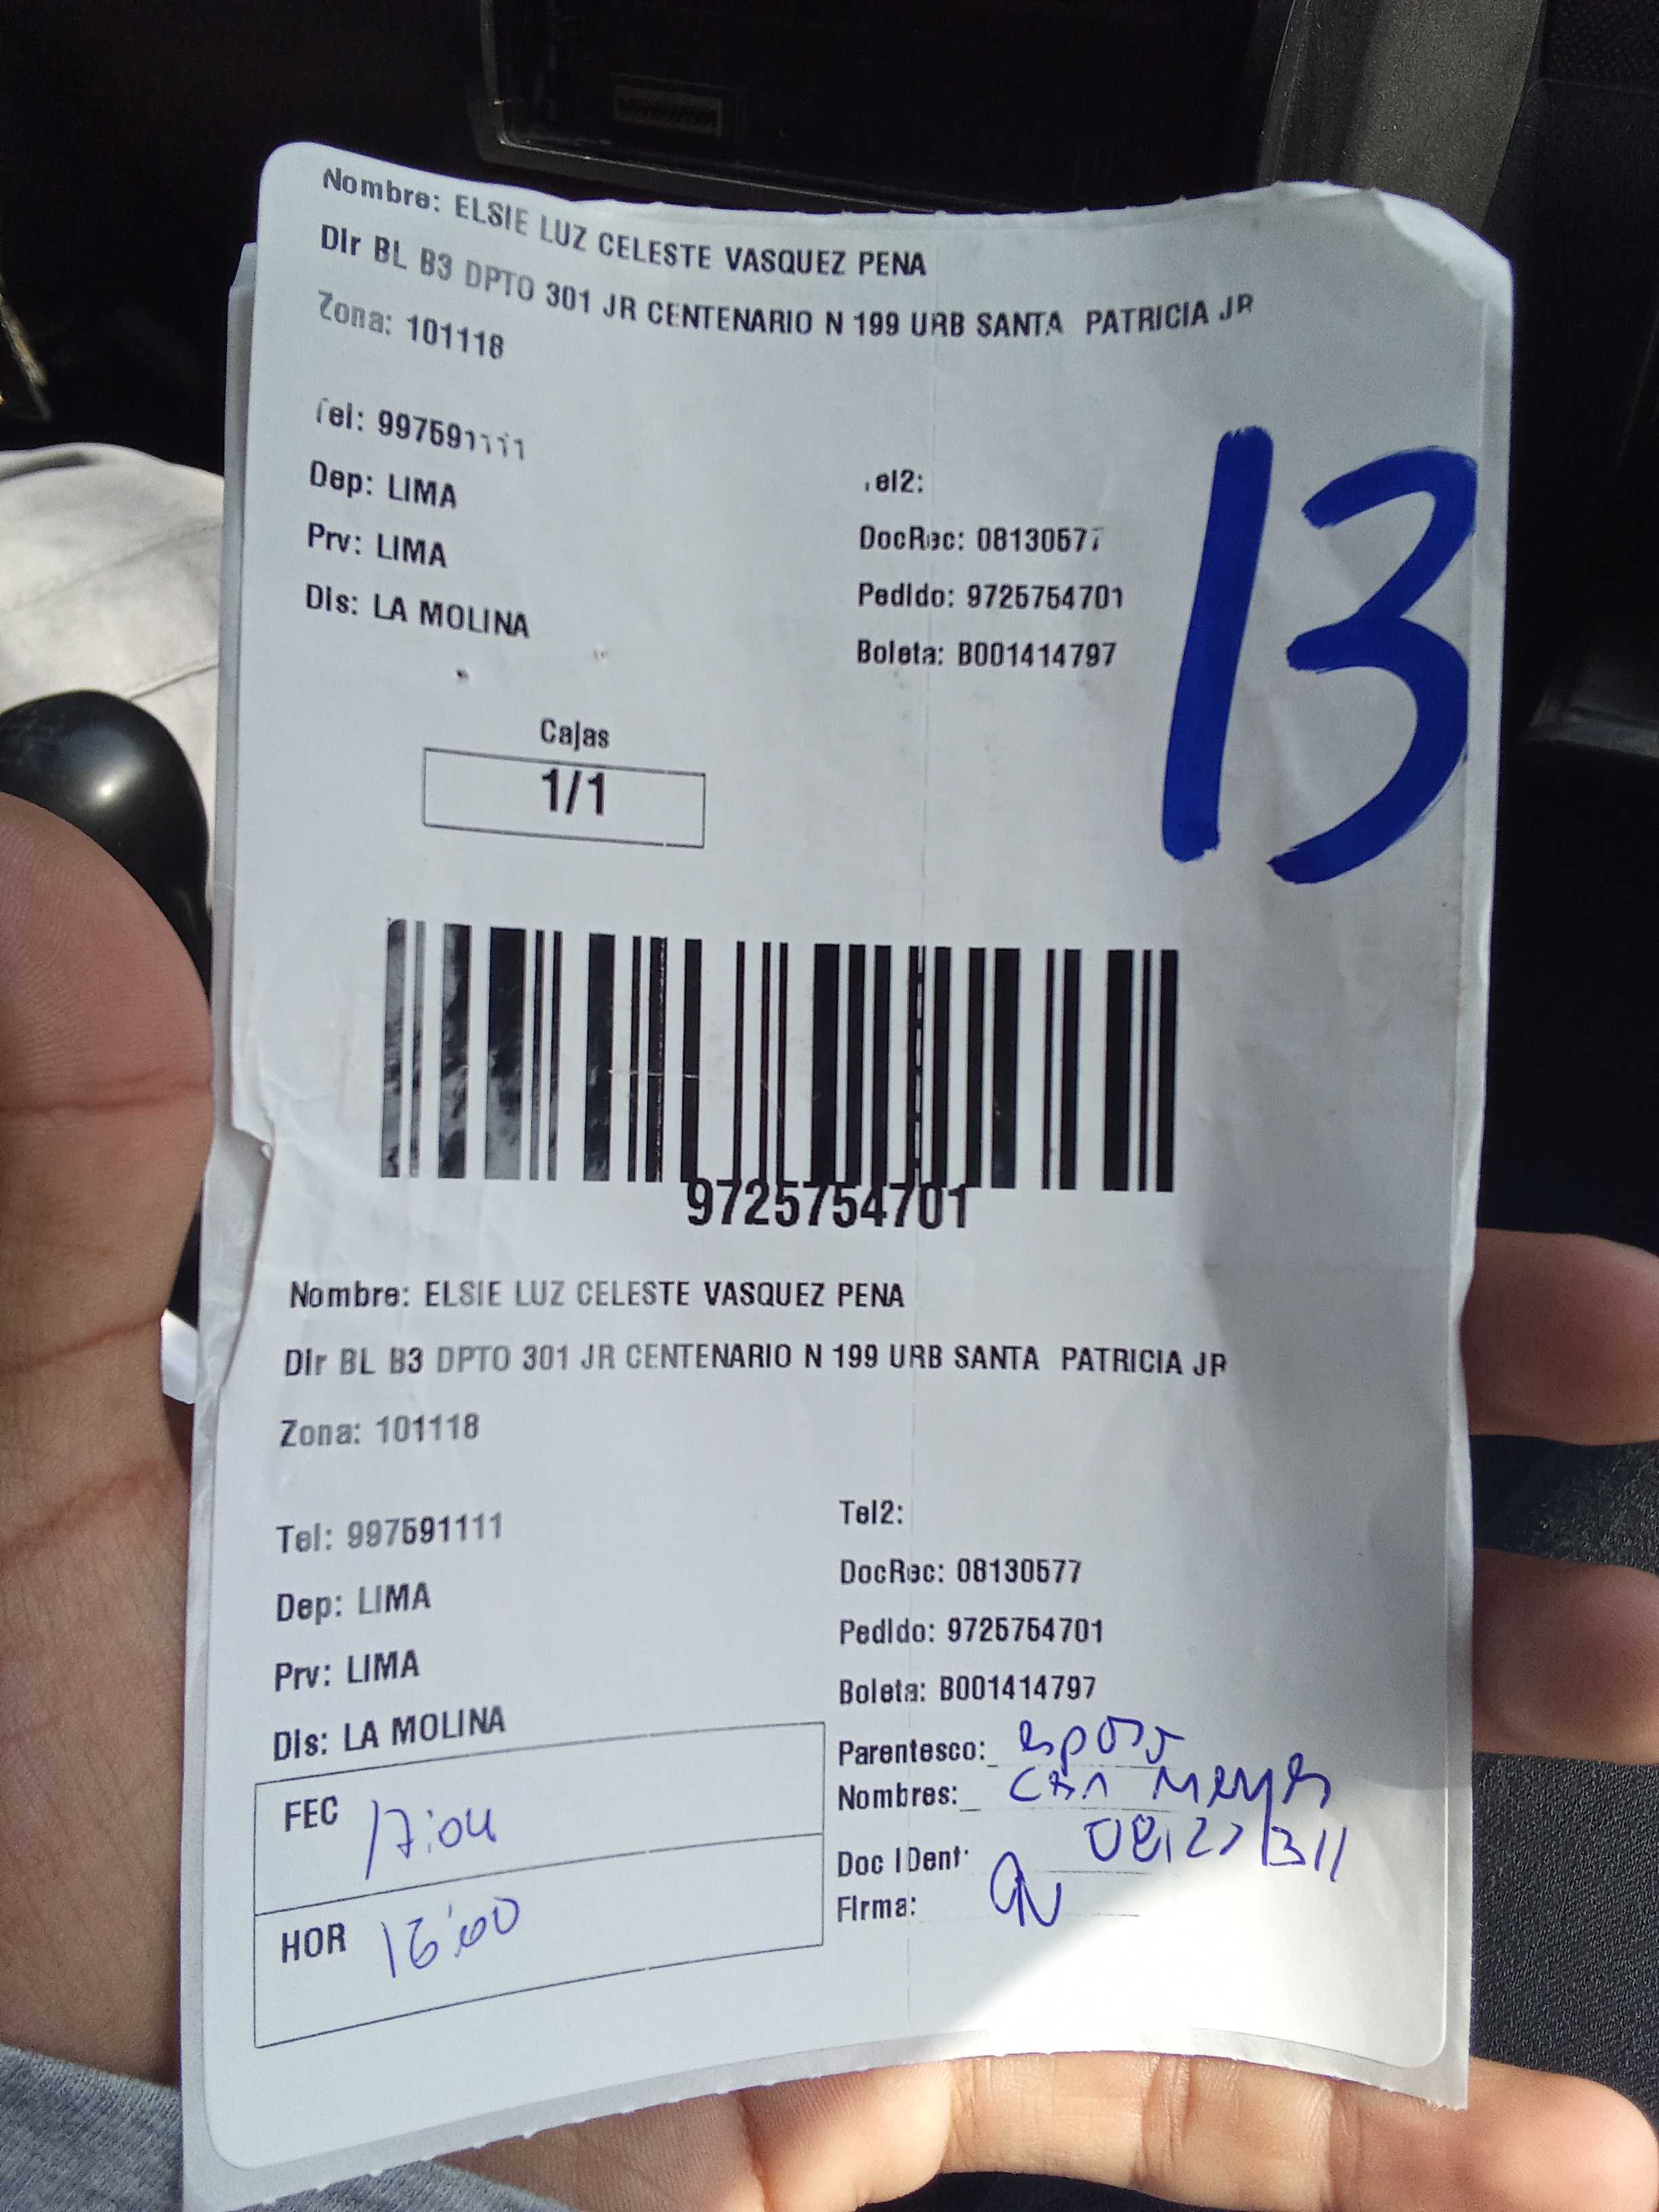 Nombre: ELSIE LUZ CELESTE VASQUEZ PENA
Dir BL B3 DPTO 301 JR CENTENARIO N 199 URB SANTA PATRICIA JR
Zona: 101118
Tel: 997591111
Tel2:
Dep: LIMA
DocRec: 08130577
Prv: LIMA
Pedido: 9725754701
Dis: LA MOLINA
Boleta: B001414797
13
Cajas
1/1
9725754701
Nombre: ELSIE LUZ CELESTE VASQUEZ PENA
Dir BL B3 DPTO 301 JR CENTENARIO N 199 URB SANTA PATRICIA JR
Zona: 101118
Tel: 997591111
Tel2:
Dep: LIMA
DocRec: 08130577
Prv: LIMA
Pedido: 9725754701
Dis: LA MOLINA
Boleta: B001414797
Parentesco: esposo
Nombres:
Doc IDent:
Firma:
FEC 17:04
HOR 16:00